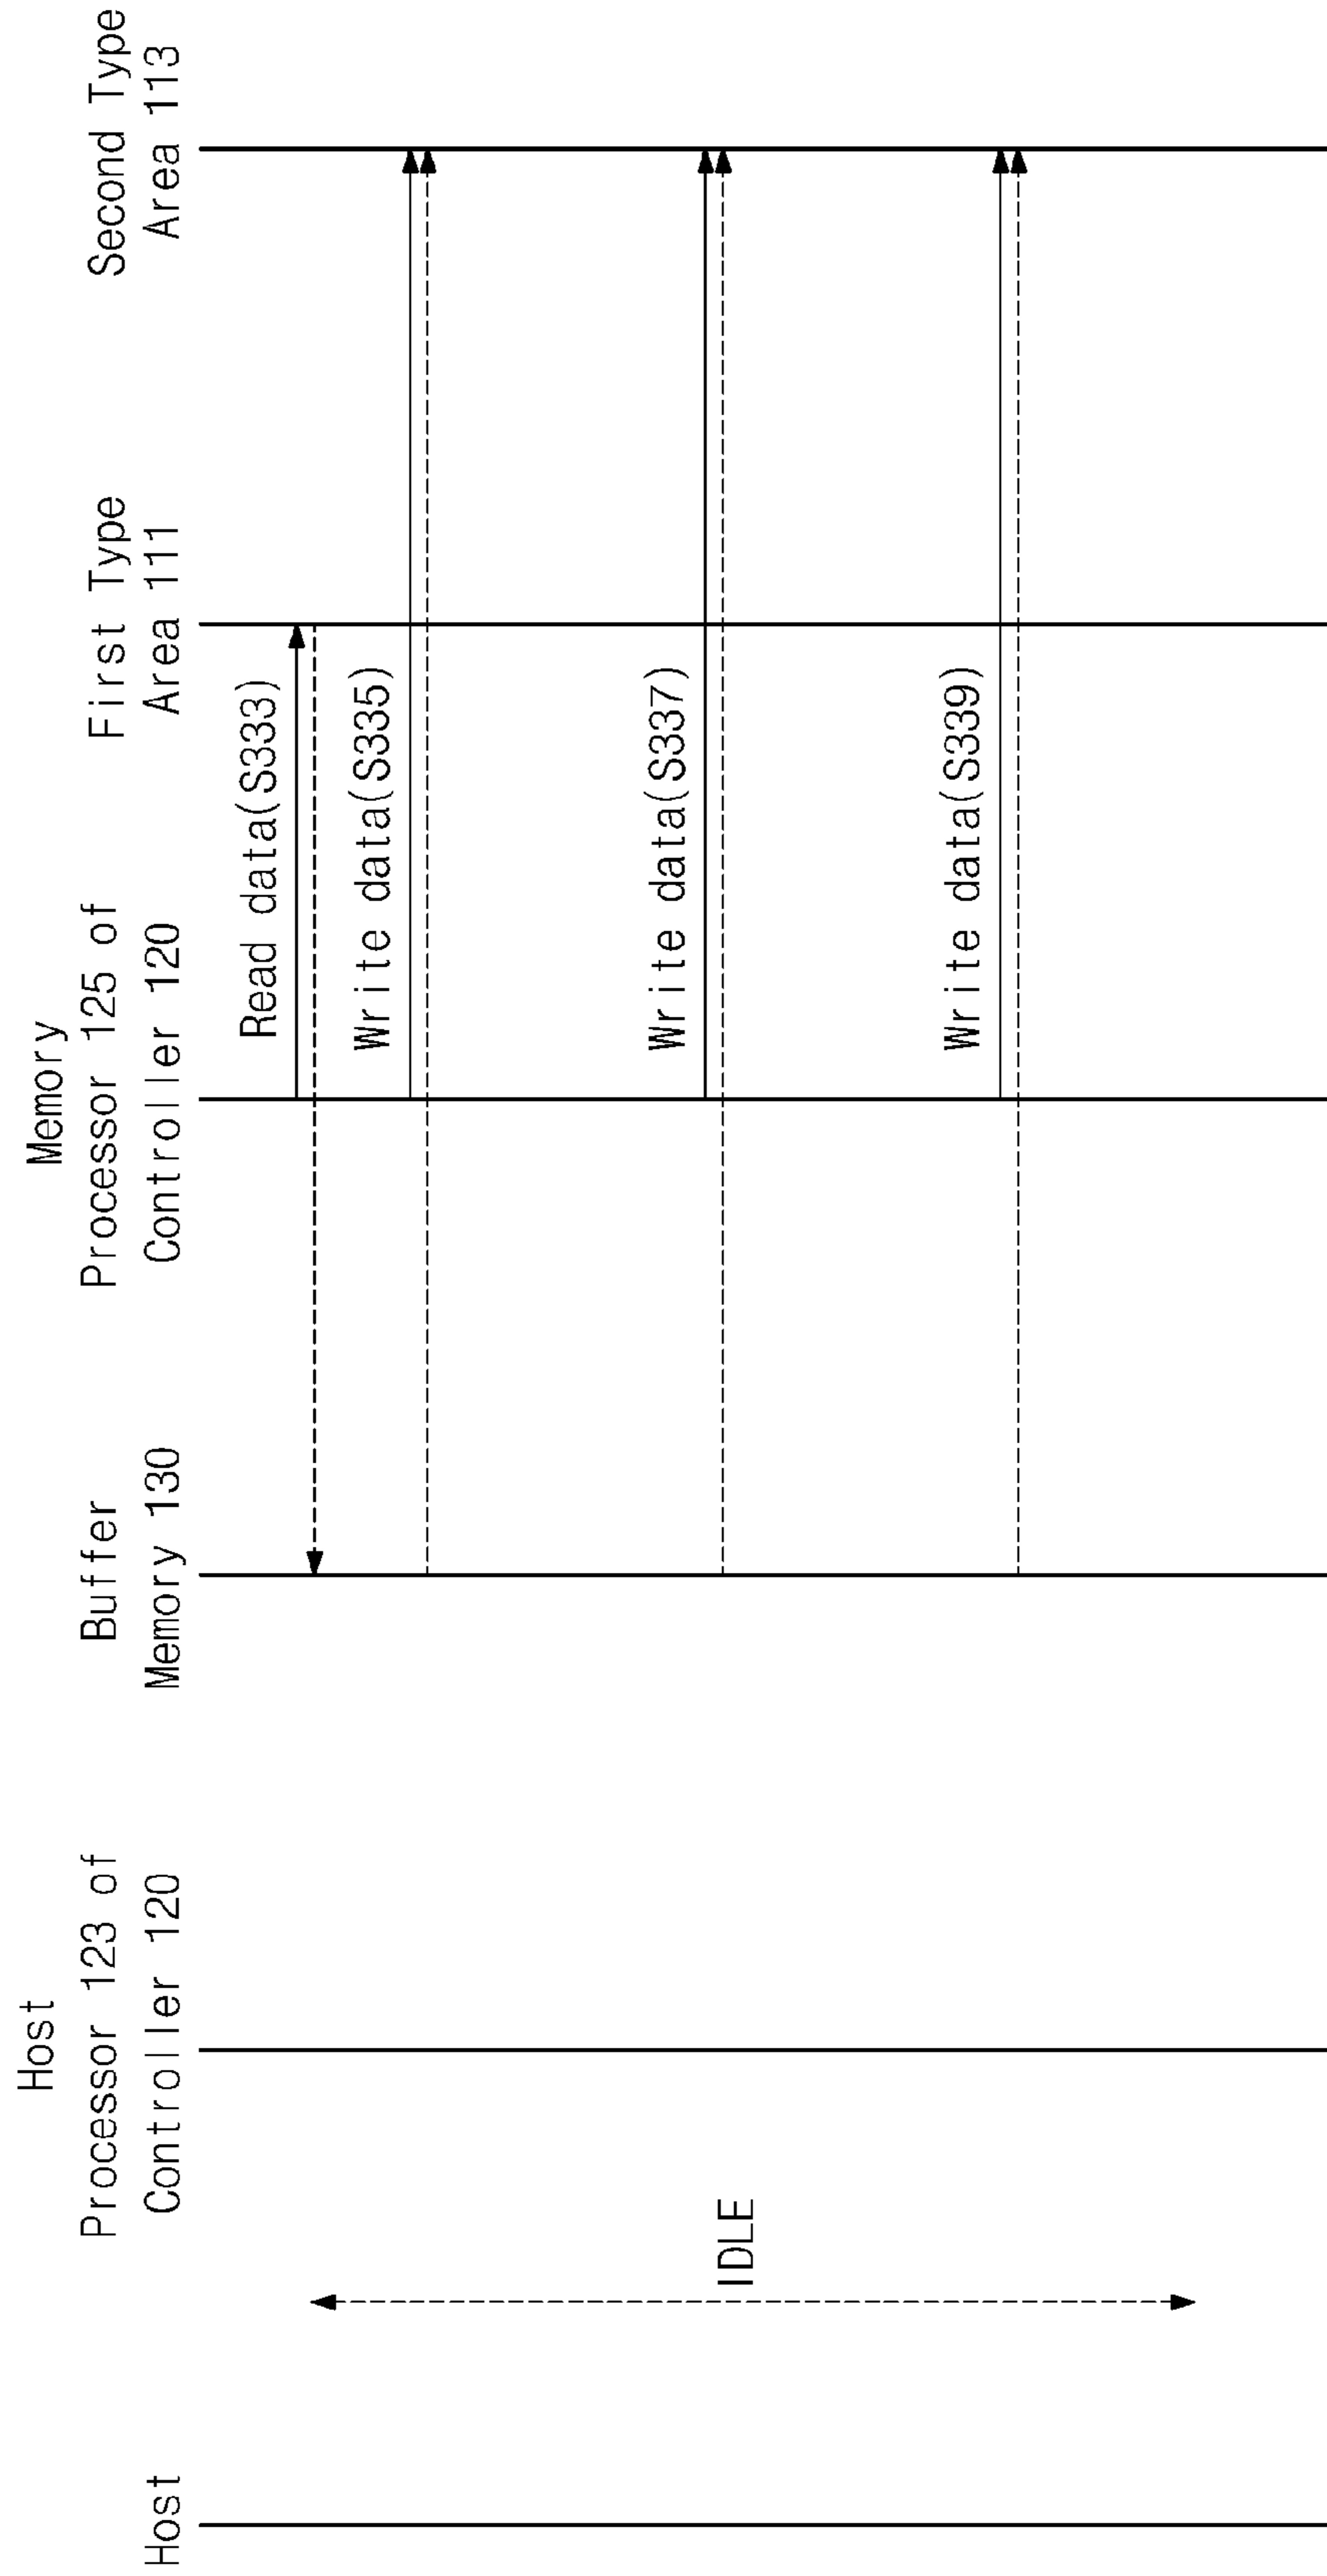 Host
Host
Processor 123 of
Controller 120
Buffer
Memory 130
Memory
Processor 125 of
Controller 120
First Type
Area 111
Second Type
Area 113
Read data(S333)
Write data(S335)
IDLE
Write data(S337)
Write data(S339)